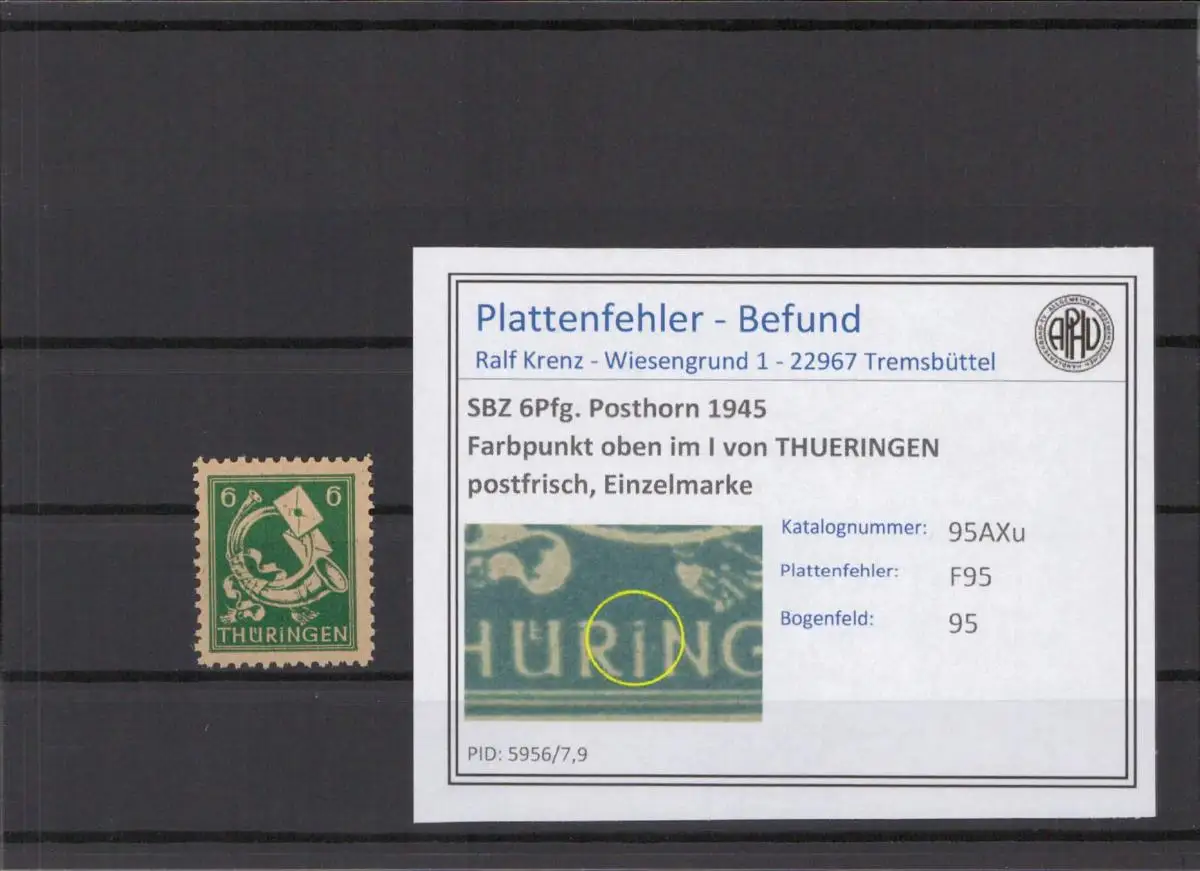 6 6
THÜRiNGEN
Plattenfehler - Befund
Ralf Krenz - Wiesengrund 1 - 22967 Tremsbüttel
APHV
SBZ 6Pfg. Posthorn 1945
Farbpunkt oben im I von THUERINGEN
postfrisch, Einzelmarke
HÜRiNG
Katalognummer: 95AXu
Plattenfehler: F95
Bogenfeld: 95
PID: 5956/7,9